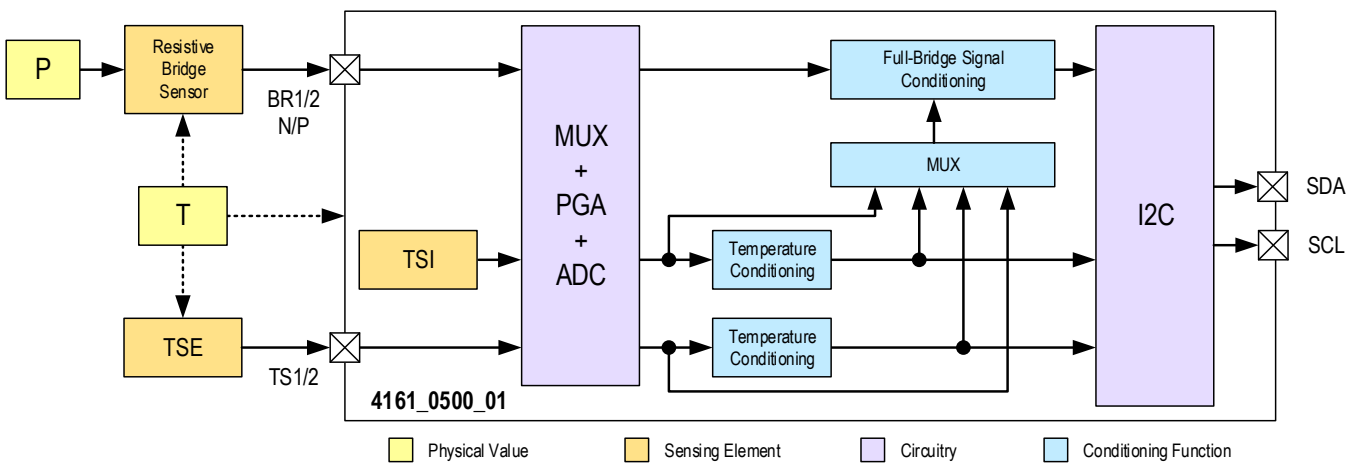 P
Resistive
Bridge
Sensor
BR1/2
N/P
T
TSE
TS1/2
TSI
MUX
+
PGA
+
ADC
Full-Bridge Signal
Conditioning
MUX
Temperature
Conditioning
Temperature
Conditioning
I2C
SDA
SCL
4161_0500_01
Physical Value
Sensing Element
Circuitry
Conditioning Function